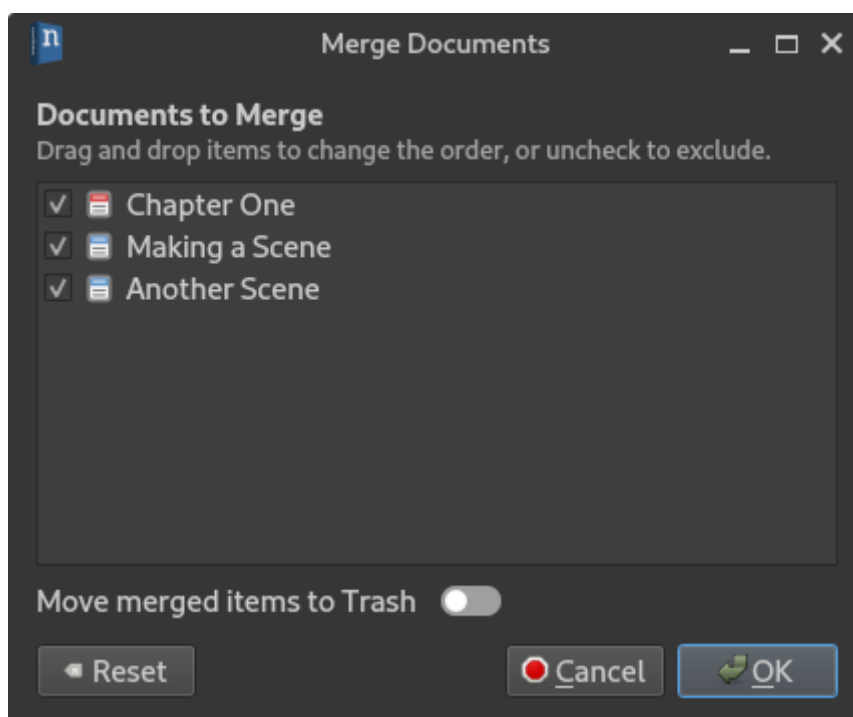 n
Merge Documents
Documents to Merge
Drag and drop items to change the order, or uncheck to exclude.
Chapter One
Making a Scene
Another Scene
Move merged items to Trash
Reset
Cancel
OK